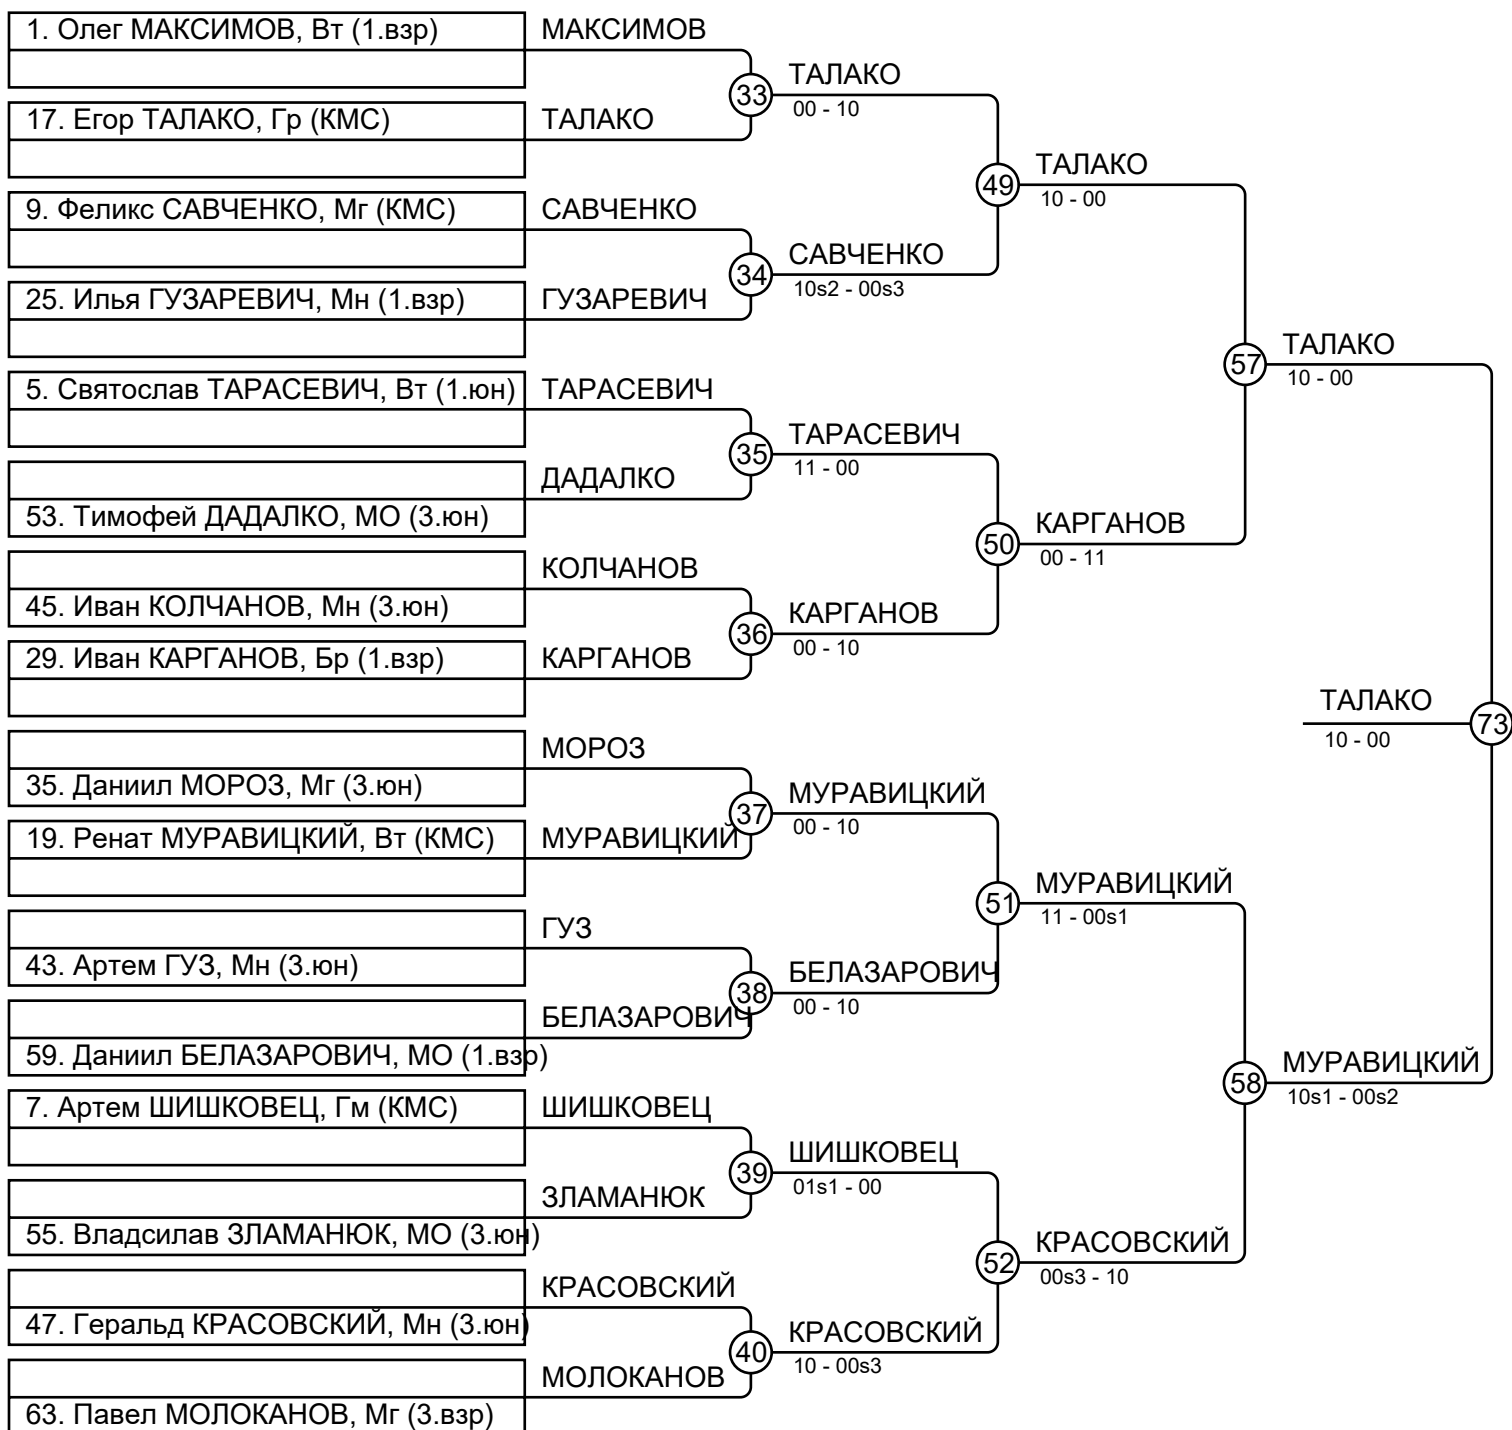 1. Олег МАКСИМОВ, Вт (1.взр)
МАКСИМОВ
33
ТАЛАКО
00 - 10
17. Егор ТАЛАКО, Гр (КМС)
ТАЛАКО
49
ТАЛАКО
10 - 00
9. Феликс САВЧЕНКО, Мг (КМС)
САВЧЕНКО
34
САВЧЕНКО
10s2 - 00s3
25. Илья ГУЗАРЕВИЧ, Мн (1.взр)
ГУЗАРЕВИЧ
57
ТАЛАКО
10 - 00
5. Святослав ТАРАСЕВИЧ, Вт (1.юн)
ТАРАСЕВИЧ
35
ТАРАСЕВИЧ
11 - 00
ДАДАЛКО
53. Тимофей ДАДАЛКО, МО (3.юн)
50
КАРГАНОВ
00 - 11
КОЛЧАНОВ
45. Иван КОЛЧАНОВ, Мн (3.юн)
36
КАРГАНОВ
00 - 10
29. Иван КАРГАНОВ, Бр (1.взр)
КАРГАНОВ
ТАЛАКО
73
10 - 00
МОРОЗ
35. Даниил МОРОЗ, Мг (3.юн)
37
МУРАВИЦКИЙ
00 - 10
19. Ренат МУРАВИЦКИЙ, Вт (КМС)
МУРАВИЦКИЙ
51
МУРАВИЦКИЙ
11 - 00s1
ГУЗ
43. Артем ГУЗ, Мн (3.юн)
38
БЕЛАЗАРОВИЧ
00 - 10
БЕЛАЗАРОВИЧ
59. Даниил БЕЛАЗАРОВИЧ, МО (1.взр)
58
МУРАВИЦКИЙ
10s1 - 00s2
7. Артем ШИШКОВЕЦ, Гм (КМС)
ШИШКОВЕЦ
39
ШИШКОВЕЦ
01s1 - 00
ЗЛАМАНЮК
55. Владсилав ЗЛАМАНЮК, МО (3.юн)
52
КРАСОВСКИЙ
00s3 - 10
КРАСОВСКИЙ
47. Геральд КРАСОВСКИЙ, Мн (3.юн)
40
КРАСОВСКИЙ
10 - 00s3
МОЛОКАНОВ
63. Павел МОЛОКАНОВ, Мг (3.взр)